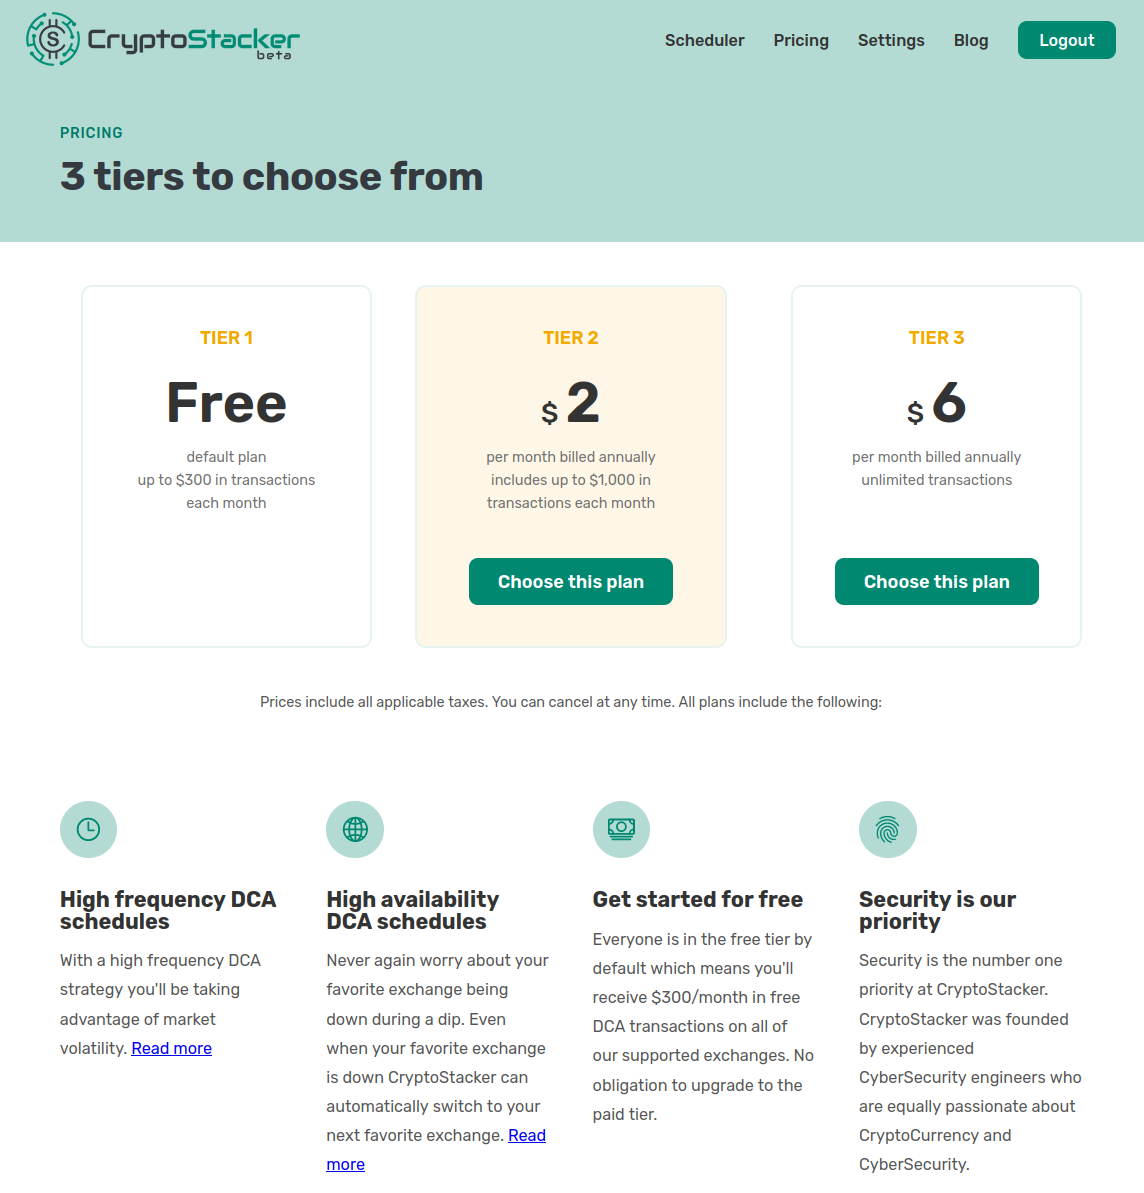 CryptoStacker
beta
Scheduler Pricing Settings Blog Logout
PRICING
3 tiers to choose from
TIER 1
Free
default plan
up to $300 in transactions
each month
TIER 2
$ 2
per month billed annually
includes up to $1,000 in
transactions each month
Choose this plan
TIER 3
$ 6
per month billed annually
unlimited transactions
Choose this plan
Prices include all applicable taxes. You can cancel at any time. All plans include the following:
High frequency DCA
schedules
With a high frequency DCA
strategy you'll be taking
advantage of market
volatility. Read more
High availability
DCA schedules
Never again worry about your
favorite exchange being
down during a dip. Even
when your favorite exchange
is down CryptoStacker can
automatically switch to your
next favorite exchange. Read
more
Get started for free
Everyone is in the free tier by
default which means you'll
receive $300/month in free
DCA transactions on all of
our supported exchanges. No
obligation to upgrade to the
paid tier.
Security is our
priority
Security is the number one
priority at CryptoStacker.
CryptoStacker was founded
by experienced
CyberSecurity engineers who
are equally passionate about
CryptoCurrency and
CyberSecurity.